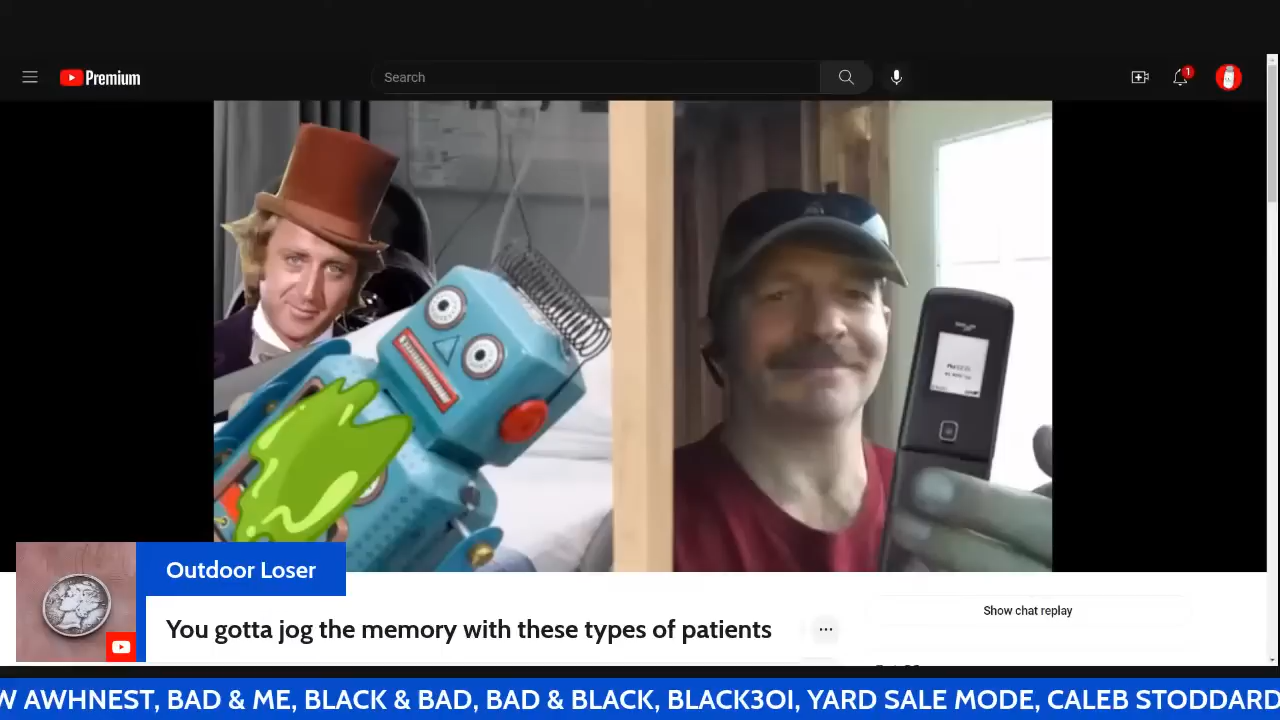 Premium
Search
1
Outdoor Loser
You gotta jog the memory with these types of patients
Show chat replay
W AWHNEST, BAD & ME, BLACK & BAD, BAD & BLACK, BLACK3OI, YARD SALE MODE, CALEB STODDARD